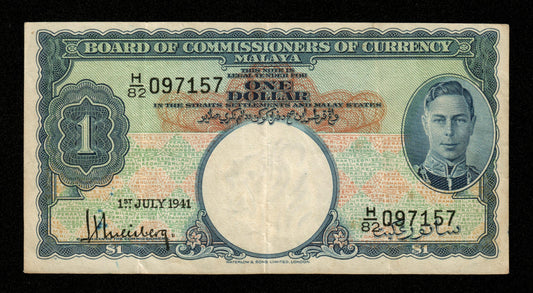 BOARD OF COMMISSIONERS OF CURRENCY
MALAYA
THIS NOTE IS
LEGAL TENDER FOR
H/82 097157
ONE
DOLLAR
IN THE STRAITS SETTLEMENTS AND MALAY STATES
1
1ST JULY 1941
H/82 097157
$1
$1
WATERLOW & SONS LIMITED, LONDON.